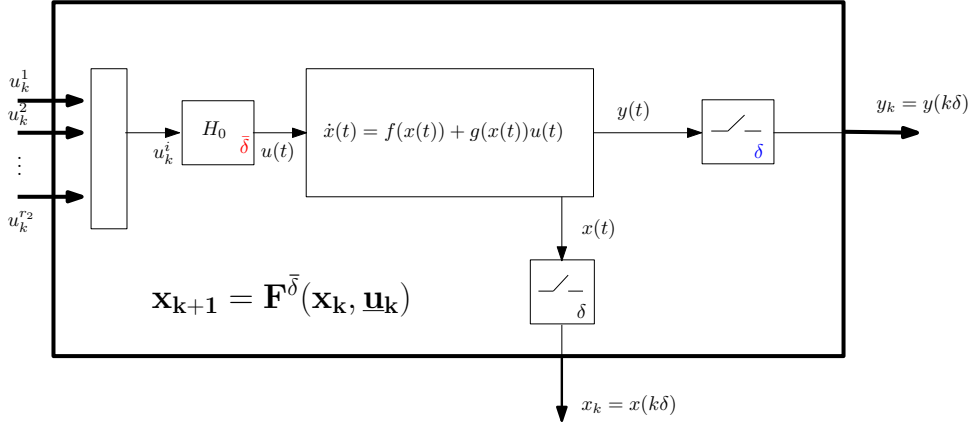 u_k^1
u_k^2
⋮
u_k^{r_2}
u_k^i
H_0
δ̄
u(t)
ẋ(t) = f(x(t)) + g(x(t))u(t)
y(t)
δ
y_k = y(kδ)
x(t)
δ
x_{k+1} = F^{δ̄}(x_k, u̲_k)
x_k = x(kδ)